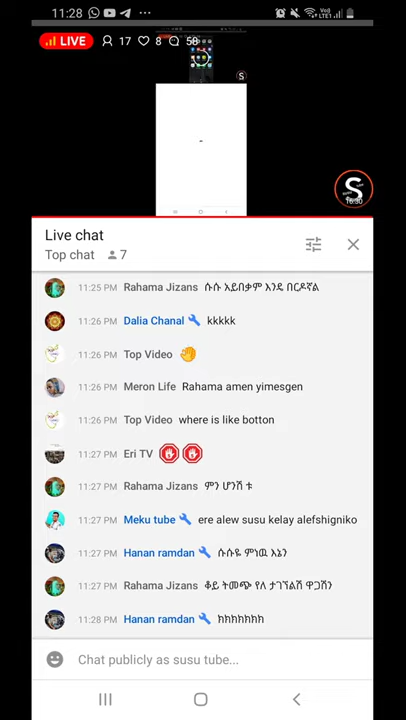 11:28
LIVE 17 8 58
S
S
16:30
Live chat
Top chat 7
11:25 PM Rahama Jizans ሱሱ አይበቃም እንዴ በርዶኛል
11:26 PM Dalia Chanal kkkkk
11:26 PM Top Video
11:26 PM Meron Life Rahama amen yimesgen
11:26 PM Top Video where is like botton
11:27 PM Eri TV
11:27 PM Rahama Jizans ምን ሆንሽ ቱ
11:27 PM Meku tube ere alew susu kelay alefshigniko
11:27 PM Hanan ramdan ሱሱዬ ምነዉ እኔን
11:27 PM Rahama Jizans ቆይ ትመጭ የለ ታገኘልሽ ዋጋሽን
11:28 PM Hanan ramdan ክክክክክክክ
Chat publicly as susu tube...